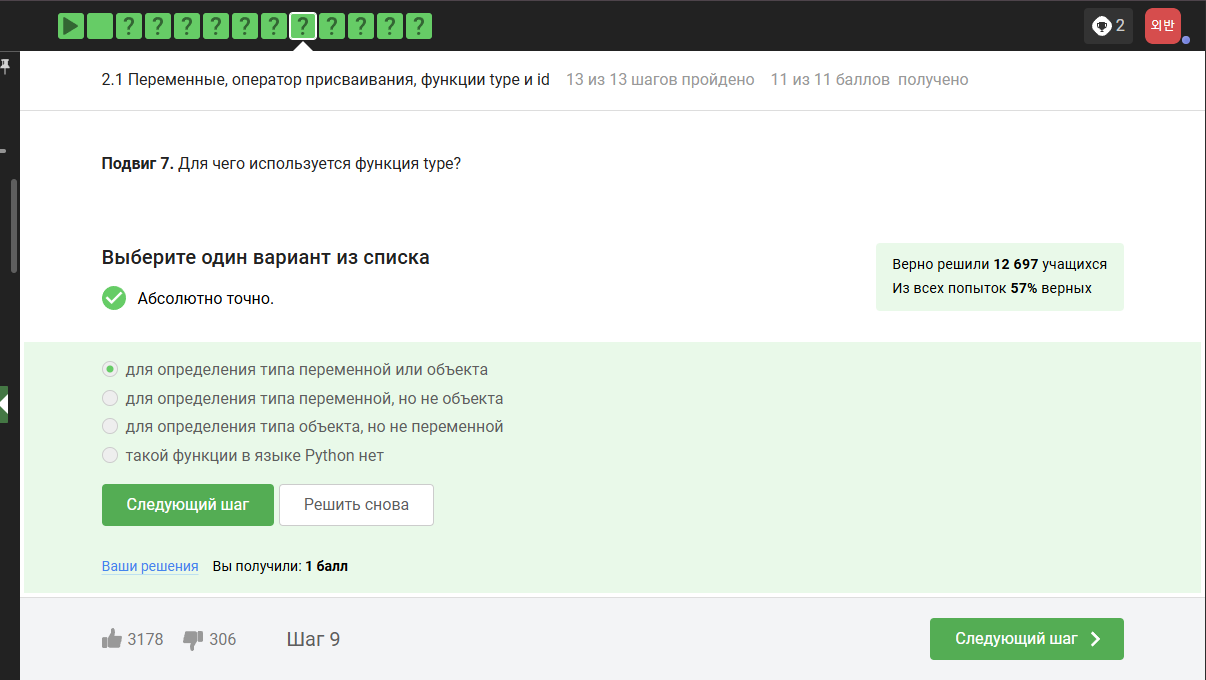 ? ? ? ? ? ? ? ? ? ? ?
2 외반
2.1 Переменные, оператор присваивания, функции type и id 13 из 13 шагов пройдено 11 из 11 баллов получено
Подвиг 7. Для чего используется функция type?
Выберите один вариант из списка
Абсолютно точно.
Верно решили 12 697 учащихся
Из всех попыток 57% верных
для определения типа переменной или объекта
для определения типа переменной, но не объекта
для определения типа объекта, но не переменной
такой функции в языке Python нет
Следующий шаг Решить снова
Ваши решения Вы получили: 1 балл
3178 306 Шаг 9 Следующий шаг